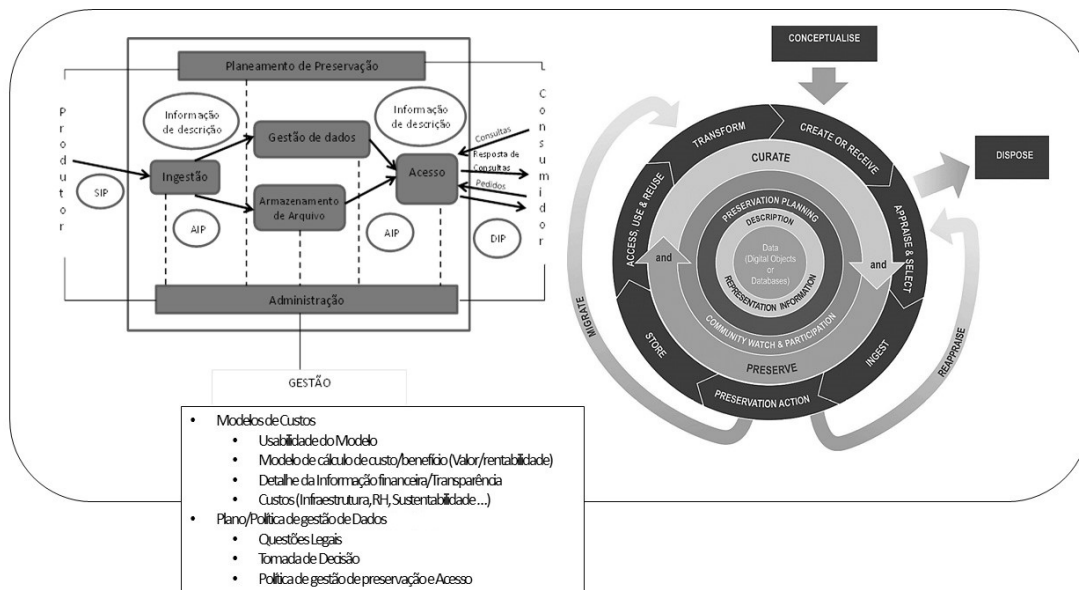 Planeamento de Preservação
Produtor
Consumidor
Informação
de descrição
Informação
de descrição
Gestão de dados
Consultas
Resposta de
Consultas
Pedidos
Ingestão
Acesso
SIP
Armazenamento
de Arquivo
AIP
AIP
DIP
Administração
GESTÃO
• Modelos de Custos
• Usabilidade do Modelo
• Modelo de cálculo de custo/benefício (Valor/rentabilidade)
• Detalhe da Informação financeira/Transparência
• Custos (Infraestrutura, RH, Sustentabilidade ...)
• Plano/Política de gestão de Dados
• Questões Legais
• Tomada de Decisão
• Política de gestão de preservação e Acesso
CONCEPTUALISE
DISPOSE
TRANSFORM
CREATE OR RECEIVE
APPRAISE & SELECT
INGEST
PRESERVATION ACTION
STORE
ACCESS, USE & REUSE
CURATE
and
and
PRESERVE
PRESERVATION PLANNING
COMMUNITY WATCH & PARTICIPATION
DESCRIPTION
REPRESENTATION INFORMATION
Data
(Digital Objects
or
Databases)
MIGRATE
REAPPRAISE